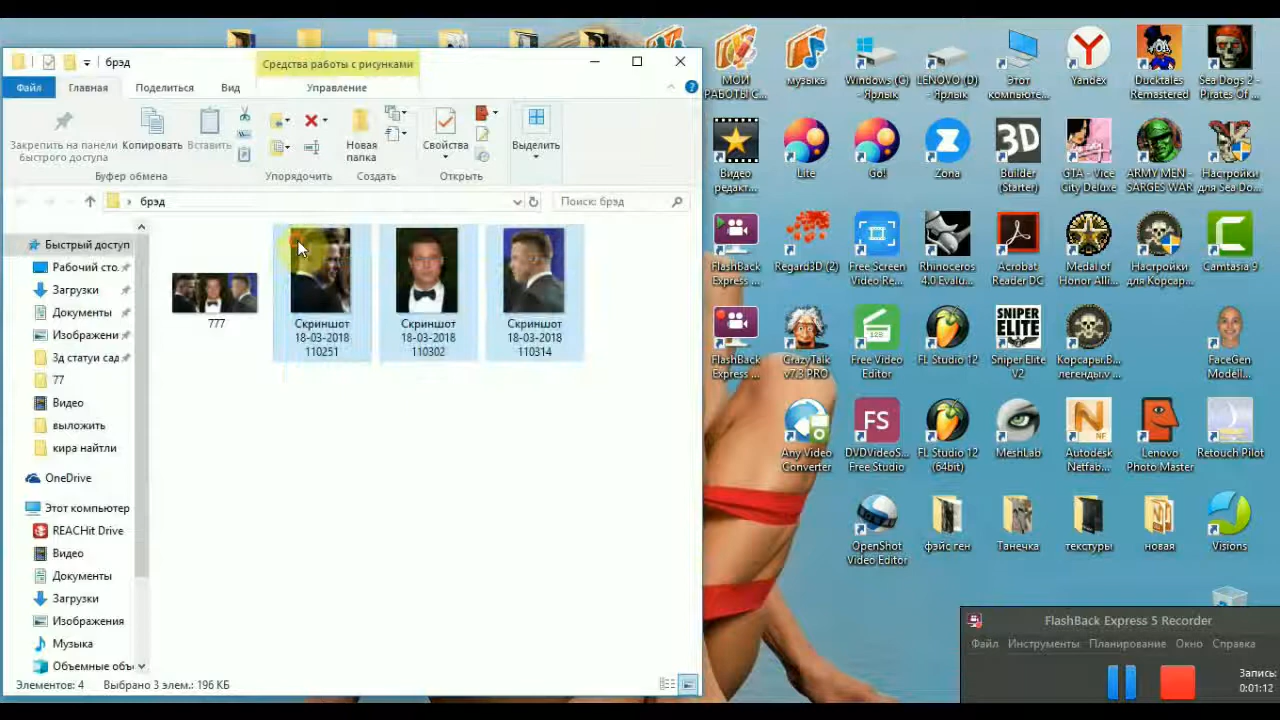 брэд
Средства работы с рисунками
Файл
Главная
Поделиться
Вид
Управление
Закрепить на панели
быстрого доступа
Копировать
Вставить
Новая
папка
Свойства
Выделить
Буфер обмена
Упорядочить
Создать
Открыть
брэд
Поиск: брэд
Быстрый доступ
Рабочий сто.
Загрузки
Документы
Изображени
3д статуи сад
77
Видео
выложить
кира найти
OneDrive
Этот компьютер
REACHit Drive
Видео
Документы
Загрузки
Изображения
Музыка
Объемные объ
777
Скриншот
18-03-2018
110251
Скриншот
18-03-2018
110302
Скриншот
18-03-2018
110314
Элементов: 4
Выбрано 3 элем.: 196 КБ
МОИ
РАБОТЫ С...
музыка
Windows (C)
- Ярлык
LENOVO (D)
- Ярлык
Этот
компьюте...
Yandex
Ducktales
Remastered
Sea Dogs 2 -
Pirates Of ...
Видео
редакт...
Lite
Go!
Zona
3D
Builder
(Starter)
GTA - Vice
City Deluxe
ARMY MEN -
SARGES WAR
Настройки
для Sea Do...
FlashBack
Express ...
Regard3D (2)
Free Screen
Video Re...
Rhinoceros
4.0 Evalu...
Acrobat
Reader DC
Medal of
Honor Alli...
Настройки
для Корсар...
Camtasia 9
FlashBack
Express ...
CrazyTalk
v7.3 PRO
Free Video
Editor
FL Studio 12
SNIPER
ELITE
Sniper Elite
V2
Корсары.В...
легенды.v ...
FaceGen
Modell...
Any Video
Converter
FS
DVDVideoS...
Free Studio
FL Studio 12
(64bit)
MeshLab
Autodesk
Netfab...
Lenovo
Photo Master
Retouch Pilot
OpenShot
Video Editor
фэйс ген
Танечка
текстуры
новая
Visions
FlashBack Express 5 Recorder
Файл
Инструменты
Планирование
Окно
Справка
Запись:
0:01:12